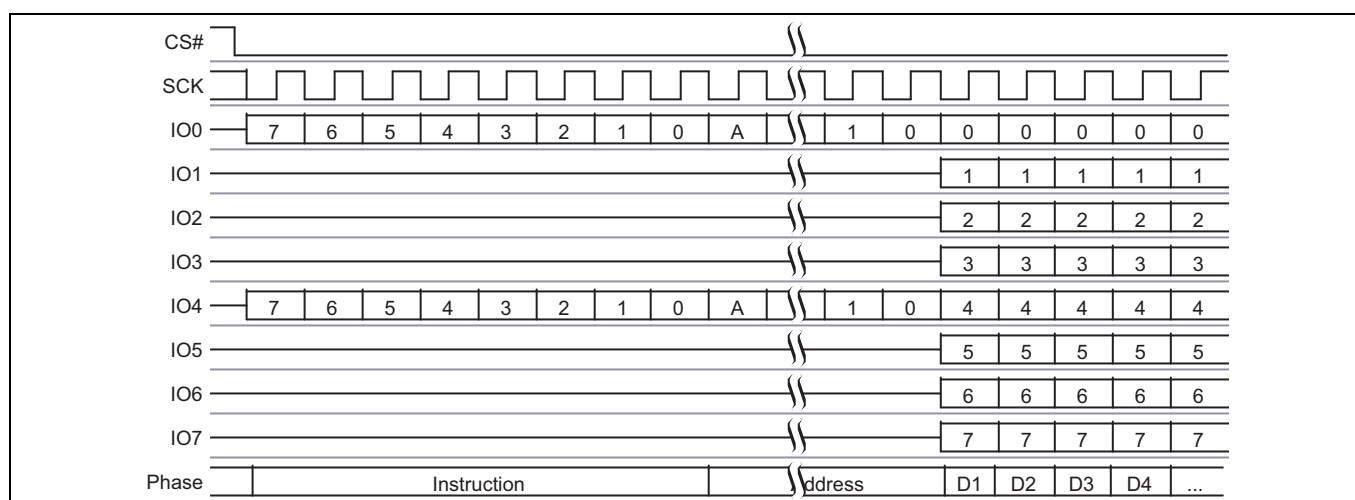 CS#
SCK
IO0 7 6 5 4 3 2 1 0 A 1 0 0 0 0 0 0
IO1 1 1 1 1 1
IO2 2 2 2 2 2
IO3 3 3 3 3 3
IO4 7 6 5 4 3 2 1 0 A 1 0 4 4 4 4 4
IO5 5 5 5 5 5
IO6 6 6 6 6 6
IO7 7 7 7 7 7
Phase Instruction ddress D1 D2 D3 D4 ...